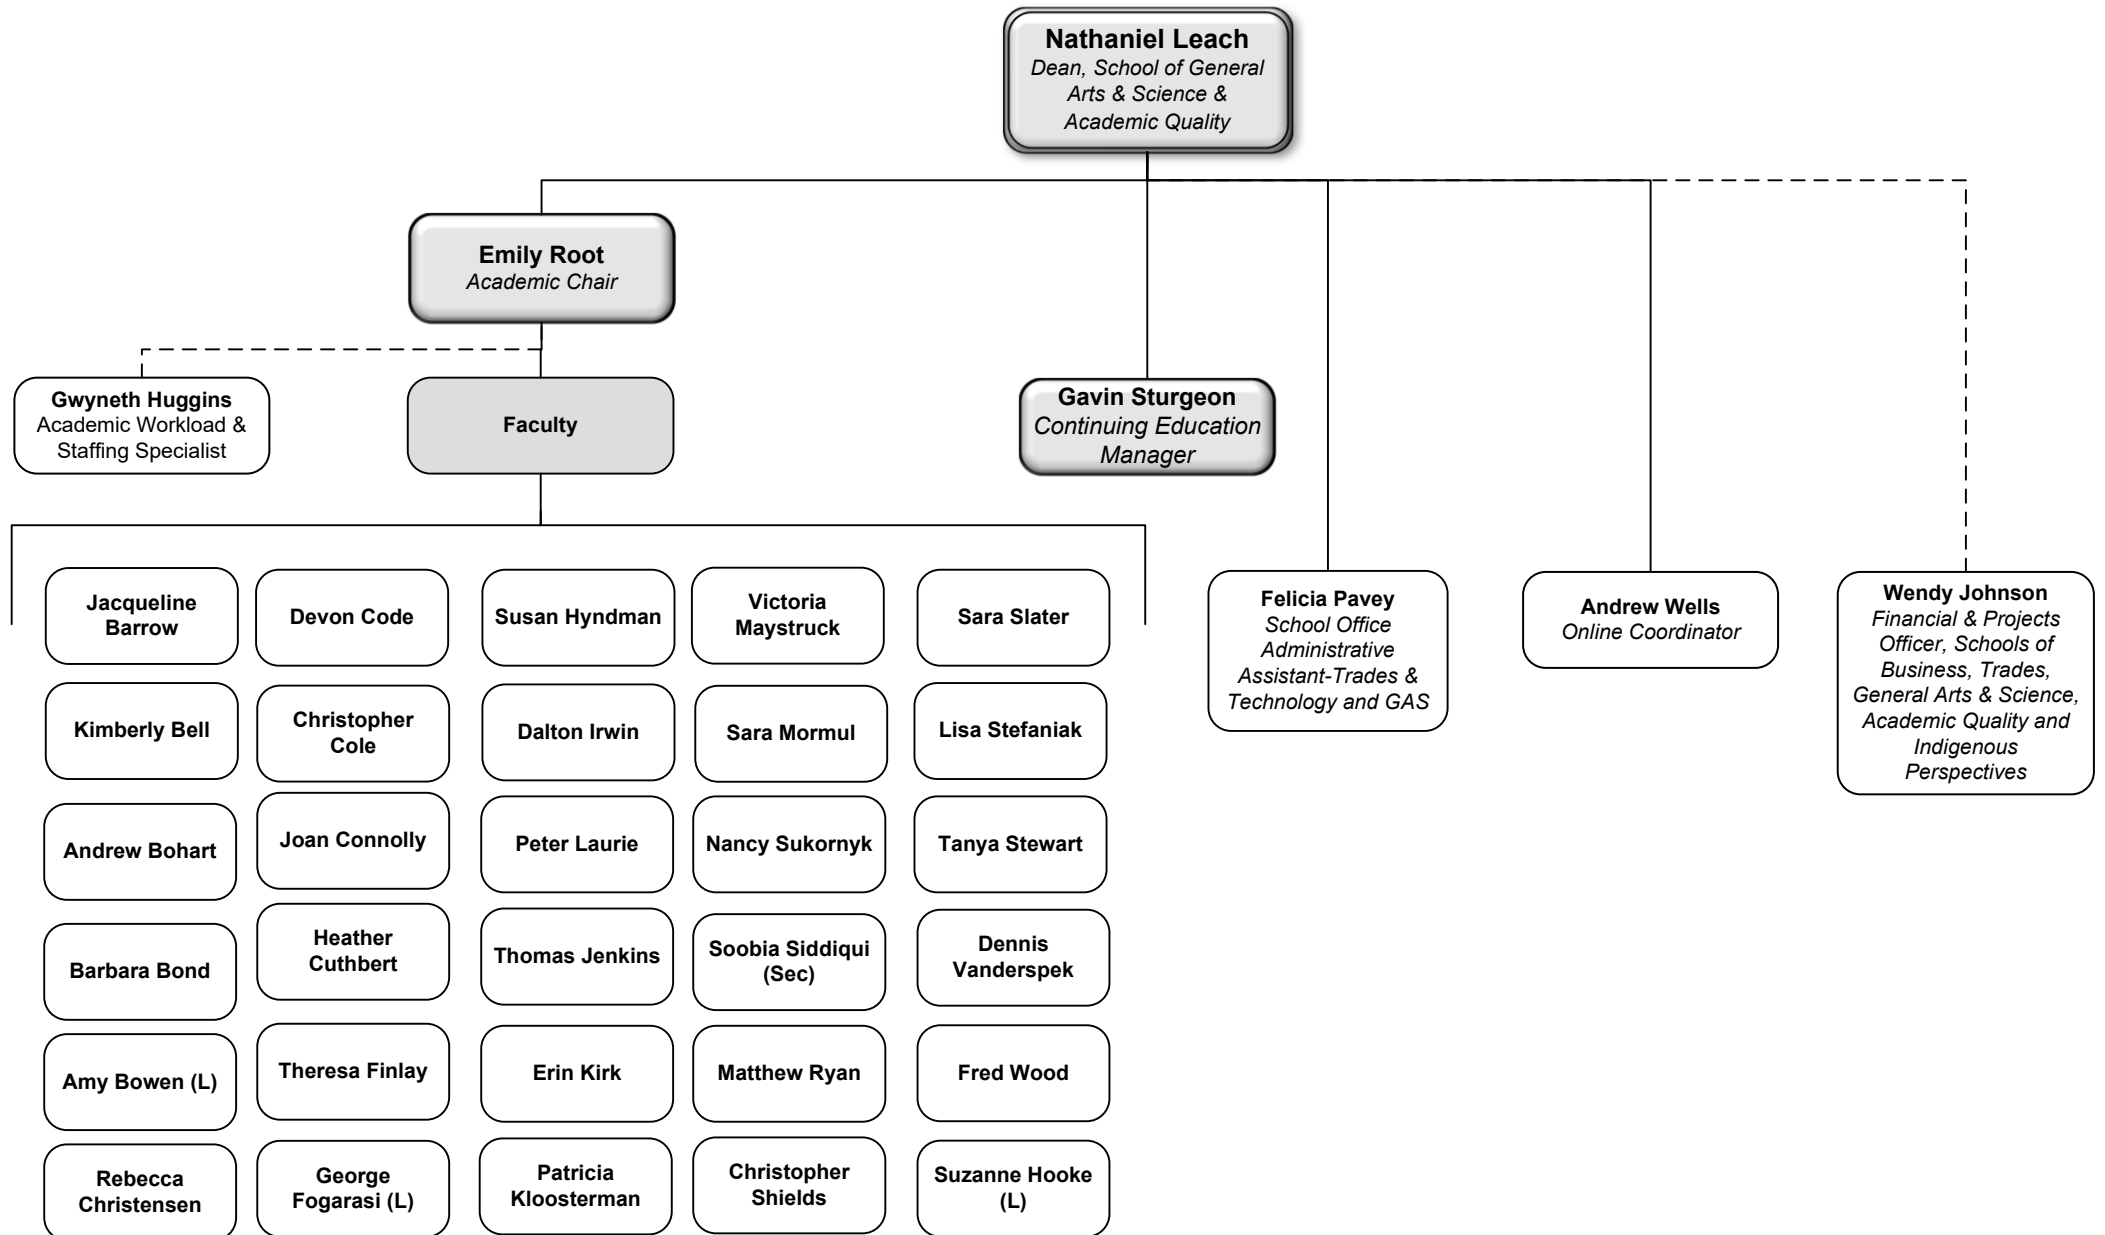 Nathaniel Leach
Dean, School of General
Arts & Science &
Academic Quality
Emily Root
Academic Chair
Gwyneth Huggins
Academic Workload &
Staffing Specialist
Faculty
Gavin Sturgeon
Continuing Education
Manager
Jacqueline
Barrow
Devon Code
Susan Hyndman
Victoria
Maystruck
Sara Slater
Felicia Pavey
School Office
Administrative
Assistant-Trades &
Technology and GAS
Andrew Wells
Online Coordinator
Wendy Johnson
Financial & Projects
Officer, Schools of
Business, Trades,
General Arts & Science,
Academic Quality and
Indigenous
Perspectives
Kimberly Bell
Christopher
Cole
Dalton Irwin
Sara Mormul
Lisa Stefaniak
Andrew Bohart
Joan Connolly
Peter Laurie
Nancy Sukornyk
Tanya Stewart
Barbara Bond
Heather
Cuthbert
Thomas Jenkins
Soobia Siddiqui
(Sec)
Dennis
Vanderspek
Amy Bowen (L)
Theresa Finlay
Erin Kirk
Matthew Ryan
Fred Wood
Rebecca
Christensen
George
Fogarasi (L)
Patricia
Kloosterman
Christopher
Shields
Suzanne Hooke
(L)